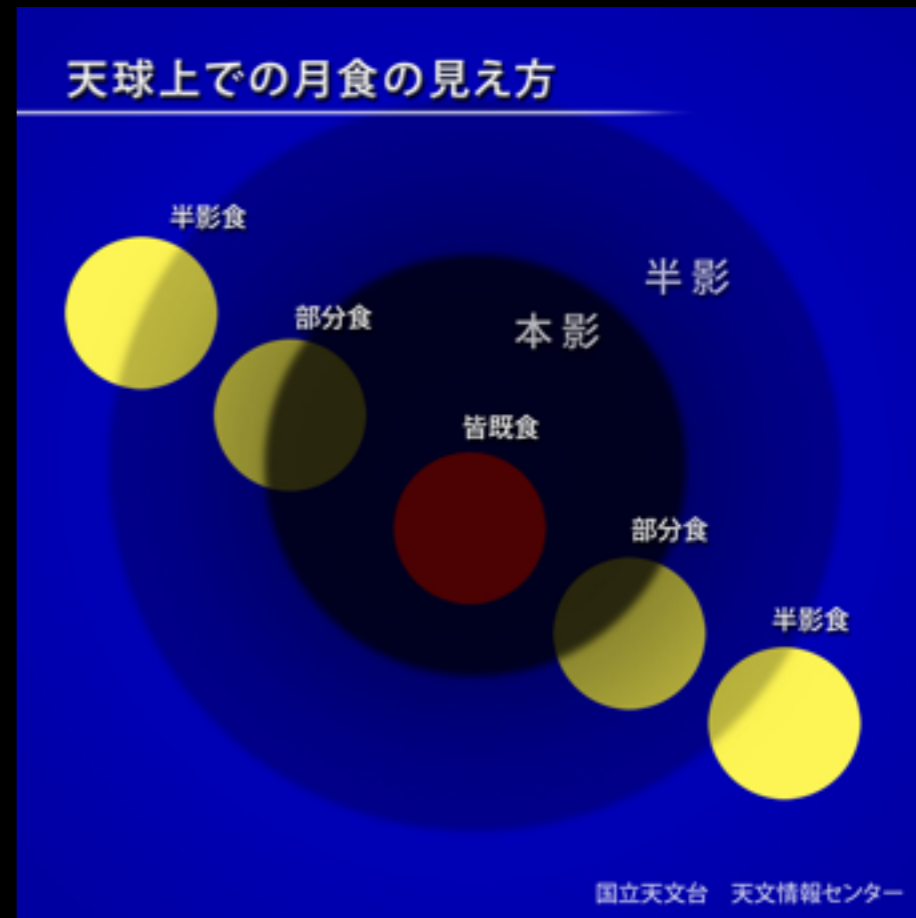 天球上での月食の見え方
半影食
半影
部分食
本影
皆既食
部分食
半影食
国立天文台 天文情報センター